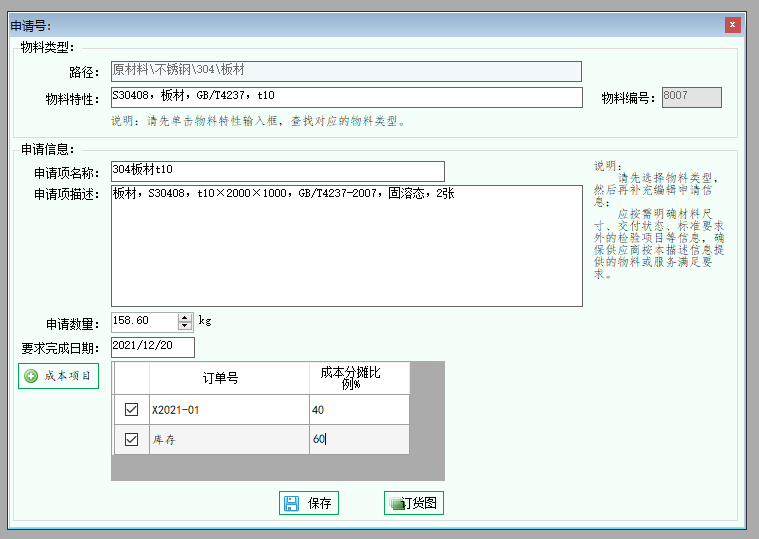 申请号:
物料类型:
路径: 原材料\不锈钢\304\板材
物料特性: S30408, 板材, GB/T4237, t10 物料编号: 8007
说明: 请先单击物料特性输入框, 查找对应的物料类型。
申请信息:
申请项名称: 304板材t10
申请项描述: 板材, S30408, t10×2000×1000, GB/T4237-2007, 固溶态, 2张
说明:
请先选择物料类型,
然后再补充编辑申请信
息;
应按需明确材料尺
寸、交付状态、标准要求
外的检验项目等信息, 确
保供应商按本描述信息提
供的物料或服务满足要
求。
申请数量: 158.60 kg
要求完成日期: 2021/12/20
成本项目
订单号 成本分摊比
例%
X2021-01 40
库存 60
保存 订货图